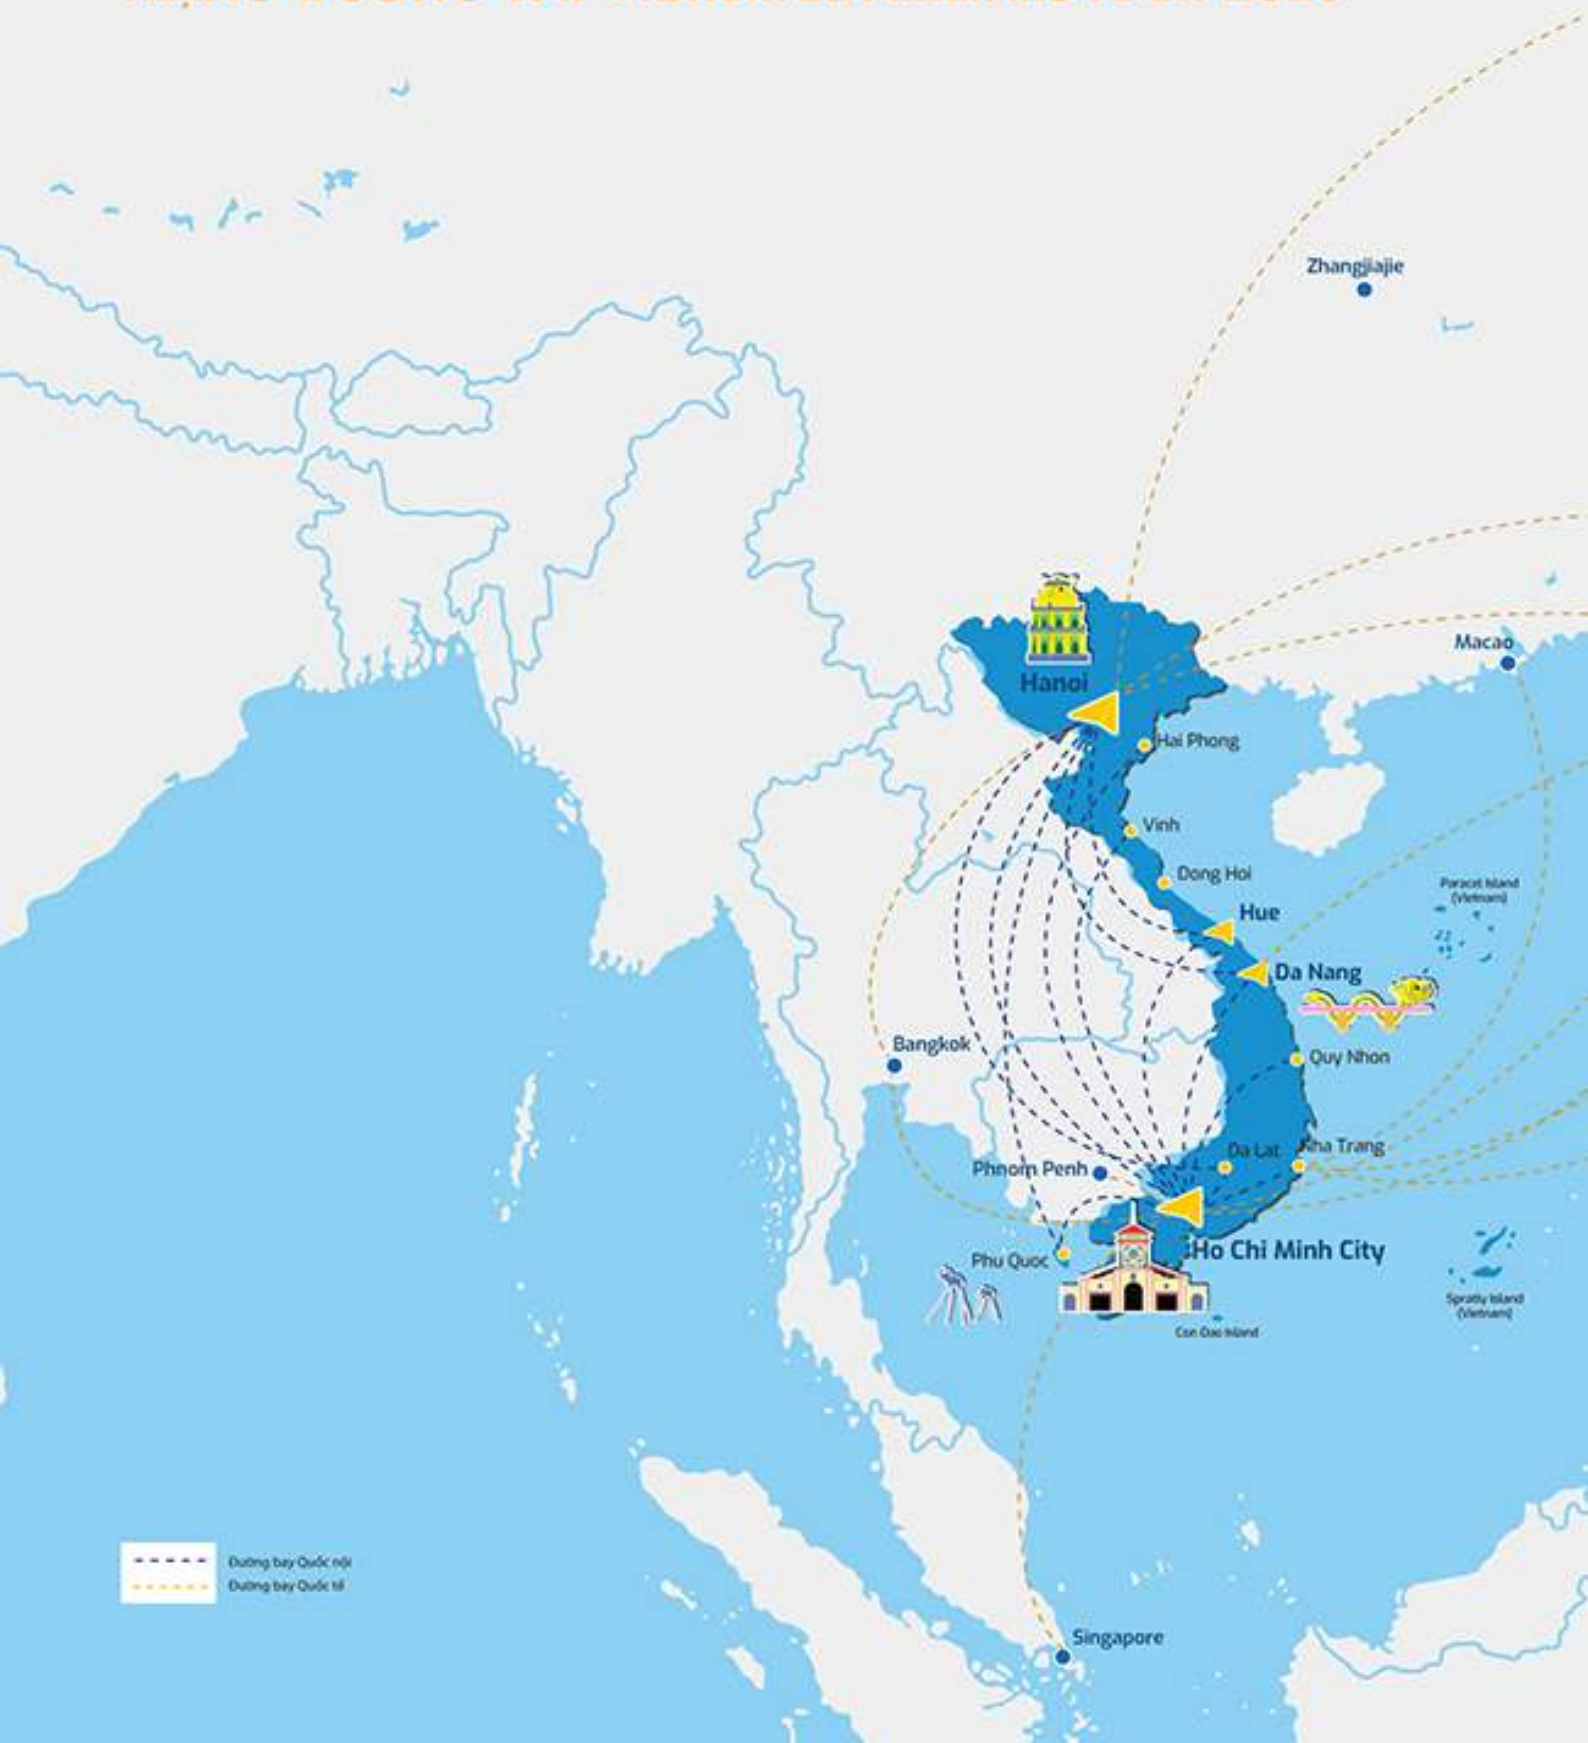 Zhangjiajie
Macao
Hanoi
Hai Phong
Vinh
Dong Hoi
Paracel Island
(Vietnam)
Hue
Da Nang
Bangkok
Quy Nhon
Da Lat
Nha Trang
Phnom Penh
Ho Chi Minh City
Phu Quoc
Spratly Island
(Vietnam)
Con Dao Island
Đường bay Quốc nội
Đường bay Quốc tế
Singapore